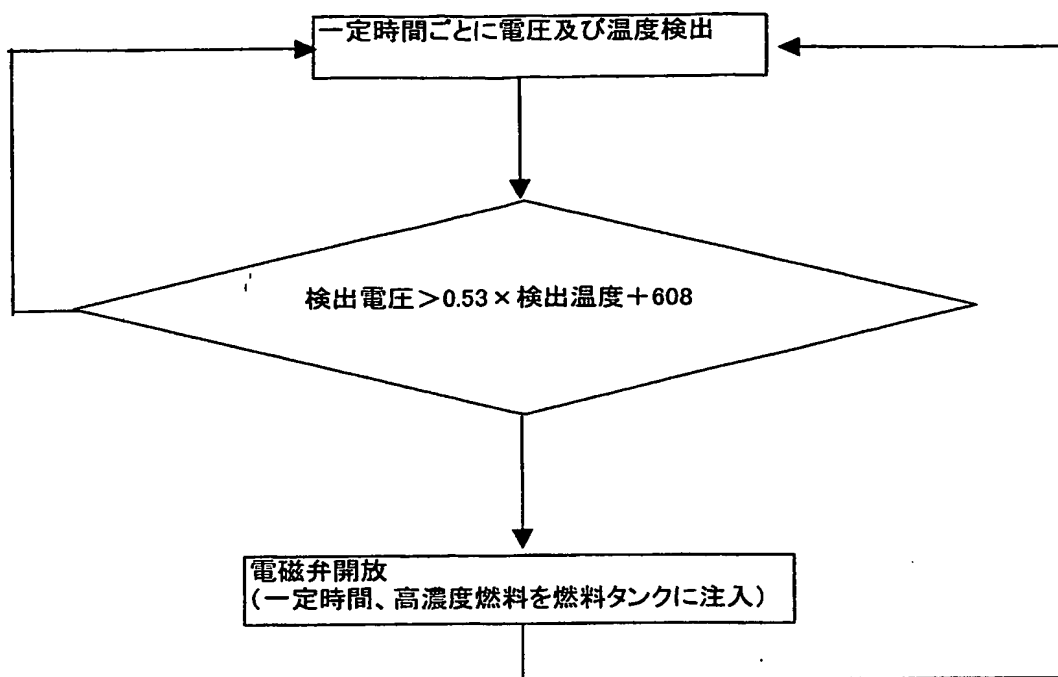 一定時間ごとに電圧及び温度検出
検出電圧＞0.53×検出温度＋608
電磁弁開放
(一定時間、高濃度燃料を燃料タンクに注入)